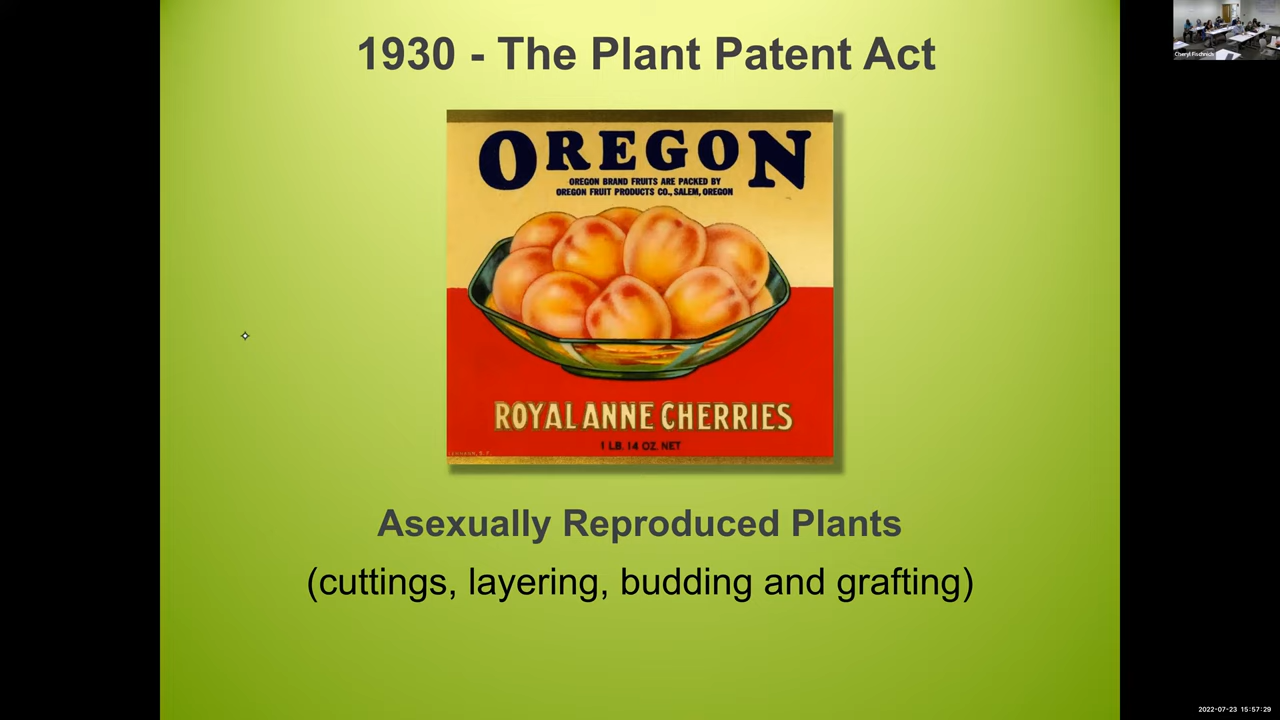 1930 - The Plant Patent Act
OREGON
OREGON BRAND FRUITS ARE PACKED BY
OREGON FRUIT PRODUCTS CO., SALEM, OREGON
ROYAL ANNE CHERRIES
1 LB. 14 OZ. NET
Asexually Reproduced Plants
(cuttings, layering, budding and grafting)
Cheryl Fischnich
2022-07-23 15:57:29